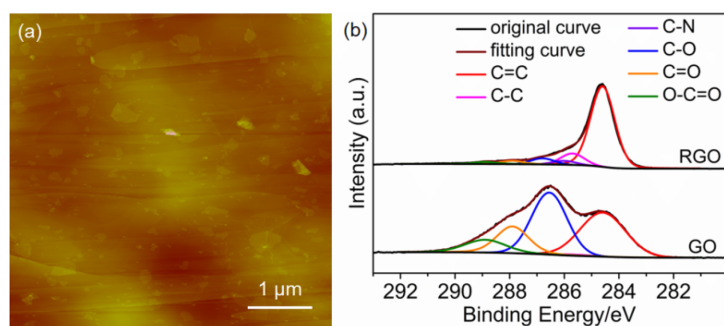 (a)
1 μm
(b)
original curve
fitting curve
C=C
C-C
C-N
C-O
C=O
O-C=O
RGO
GO
Intensity (a.u.)
292 290 288 286 284 282
Binding Energy/eV